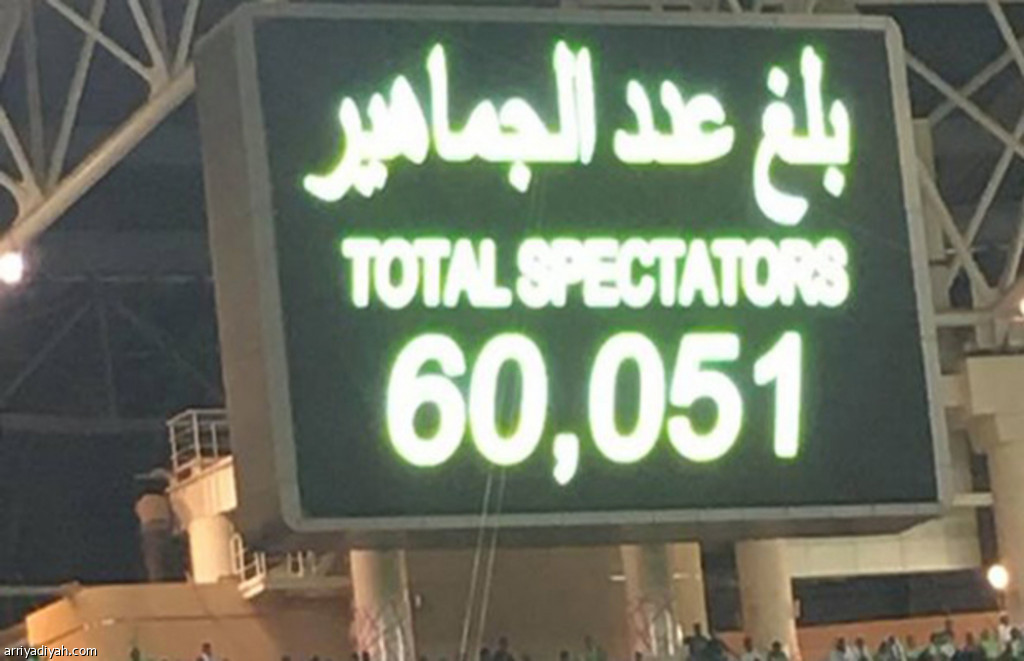 بلغ عدد الجماهير
TOTAL SPECTATORS
60,051
arriyadiyah.com